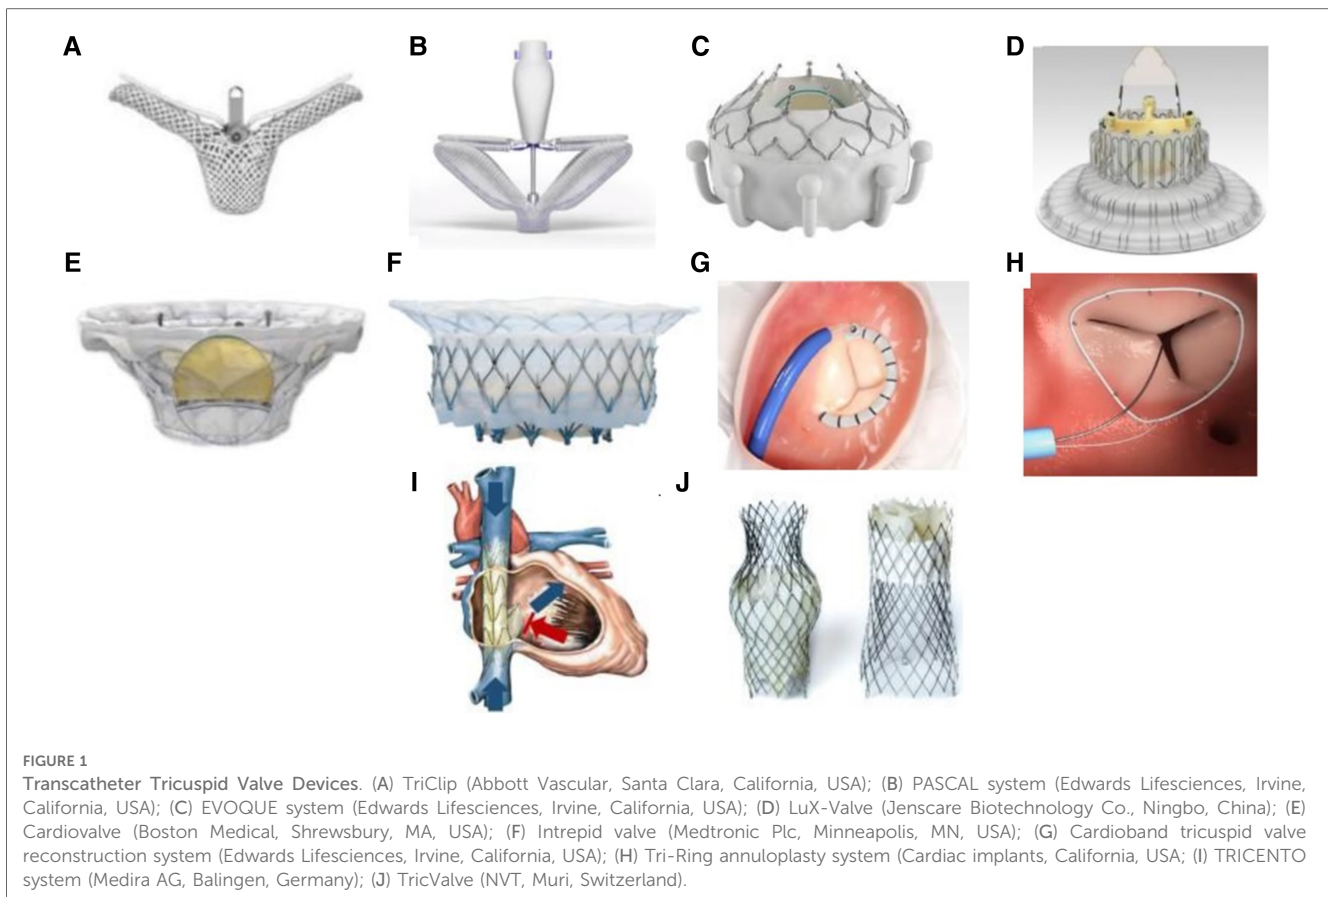 A
B
C
D
E
F
G
H
I
J
FIGURE 1
Transcatheter Tricuspid Valve Devices. (A) TriClip (Abbott Vascular, Santa Clara, California, USA); (B) PASCAL system (Edwards Lifesciences, Irvine,
California, USA); (C) EVOQUE system (Edwards Lifesciences, Irvine, California, USA); (D) LuX-Valve (Jenscare Biotechnology Co., Ningbo, China); (E)
Cardiovalve (Boston Medical, Shrewsbury, MA, USA); (F) Intrepid valve (Medtronic Plc, Minneapolis, MN, USA); (G) Cardioband tricuspid valve
reconstruction system (Edwards Lifesciences, Irvine, California, USA); (H) Tri-Ring annuloplasty system (Cardiac implants, California, USA; (I) TRICENTO
system (Medira AG, Balingen, Germany); (J) TricValve (NVT, Muri, Switzerland).